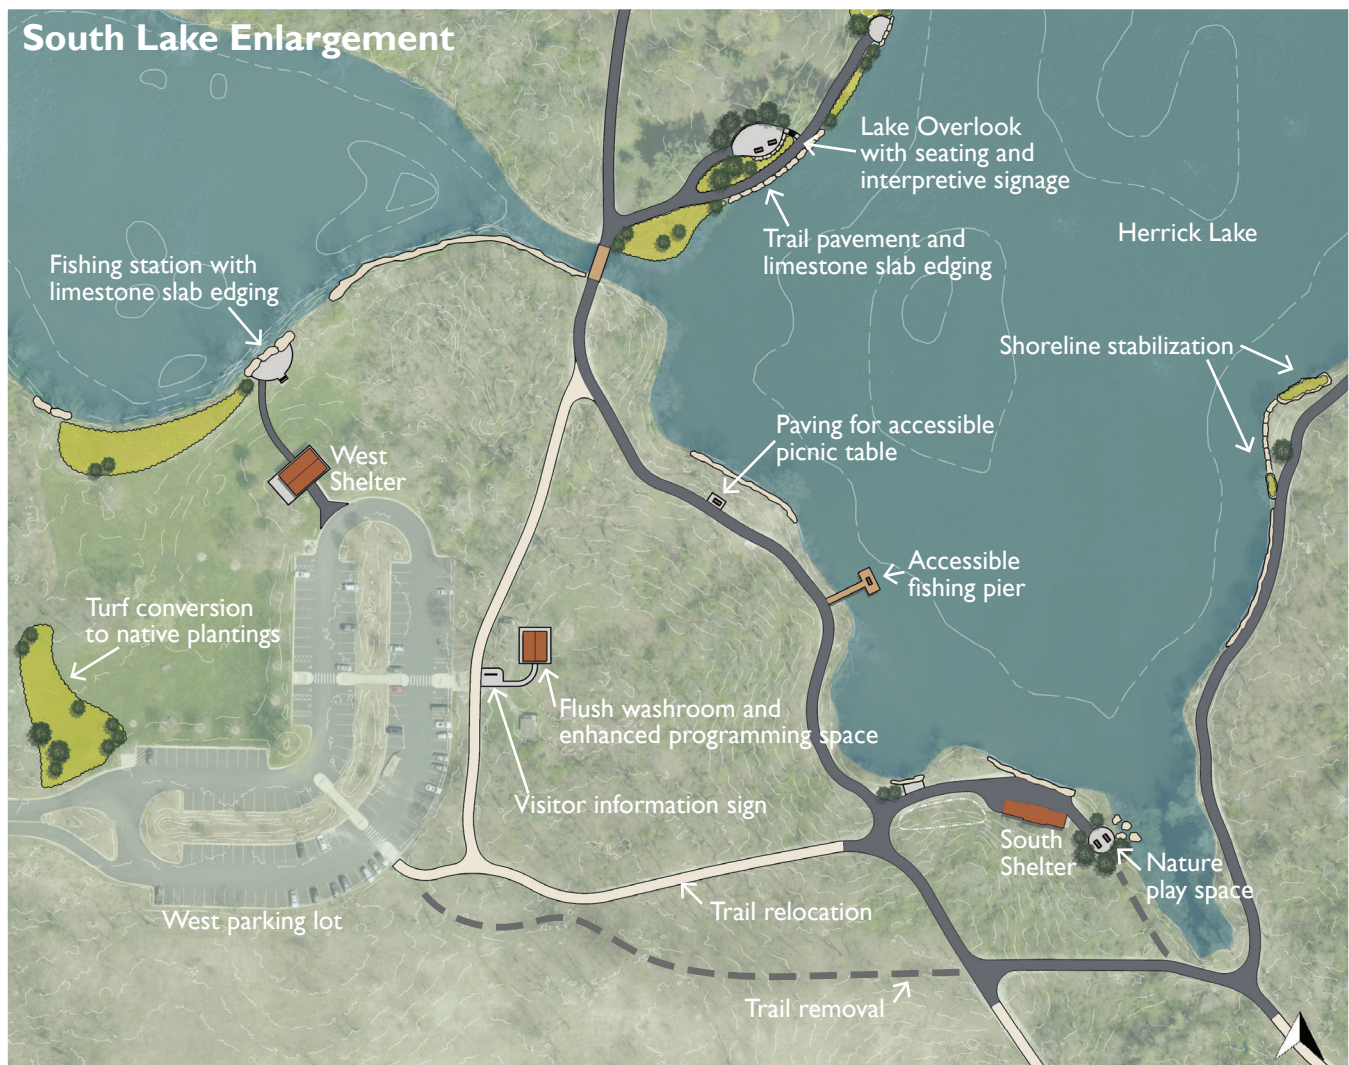 South Lake Enlargement
Lake Overlook
with seating and
interpretive signage
Trail pavement and
limestone slab edging
Herrick Lake
Fishing station with
limestone slab edging
Shoreline stabilization
Paving for accessible
picnic table
West
Shelter
Accessible
fishing pier
Turf conversion
to native plantings
Flush washroom and
enhanced programming space
Visitor information sign
South
Shelter
Nature
play space
Trail relocation
West parking lot
Trail removal